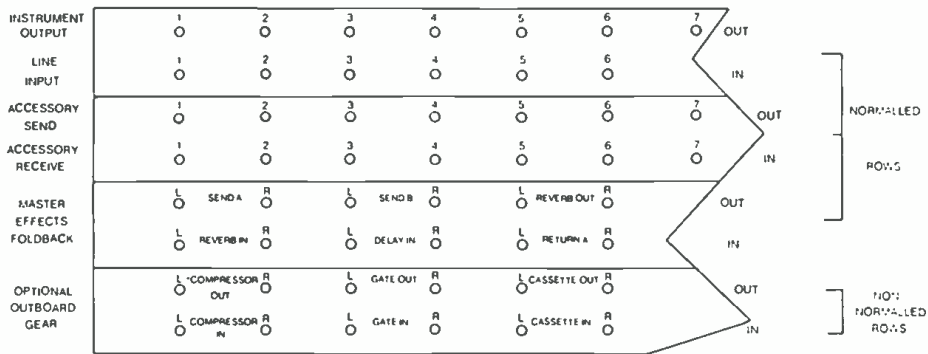 INSTRUMENT OUTPUT 1 2 3 4 5 6 7 OUT
LINE INPUT 1 2 3 4 5 6 IN
ACCESSORY SEND 1 2 3 4 5 6 7 OUT
NORMALLED
ACCESSORY RECEIVE 1 2 3 4 5 6 7 IN
ROWS
MASTER EFFECTS FOLDBACK
L SEND A R L SEND B R L REVERB OUT R OUT
L REVERB IN R L DELAY IN R L RETURN A R IN
OPTIONAL OUTBOARD GEAR
L *COMPRESSOR OUT R L GATE OUT R L CASSETTE OUT R OUT
NON NORMALLED ROWS
L COMPRESSOR IN R L GATE IN R L CASSETTE IN R IN